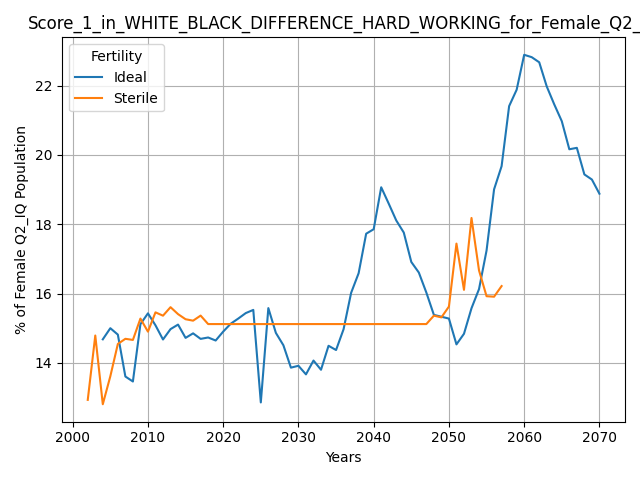 Score_1_in_WHITE_BLACK_DIFFERENCE_HARD_WORKING_for_Female_Q2_
Fertility
Ideal
Sterile
% of Female Q2_IQ Population
22
20
18
16
14
2000 2010 2020 2030 2040 2050 2060 2070
Years